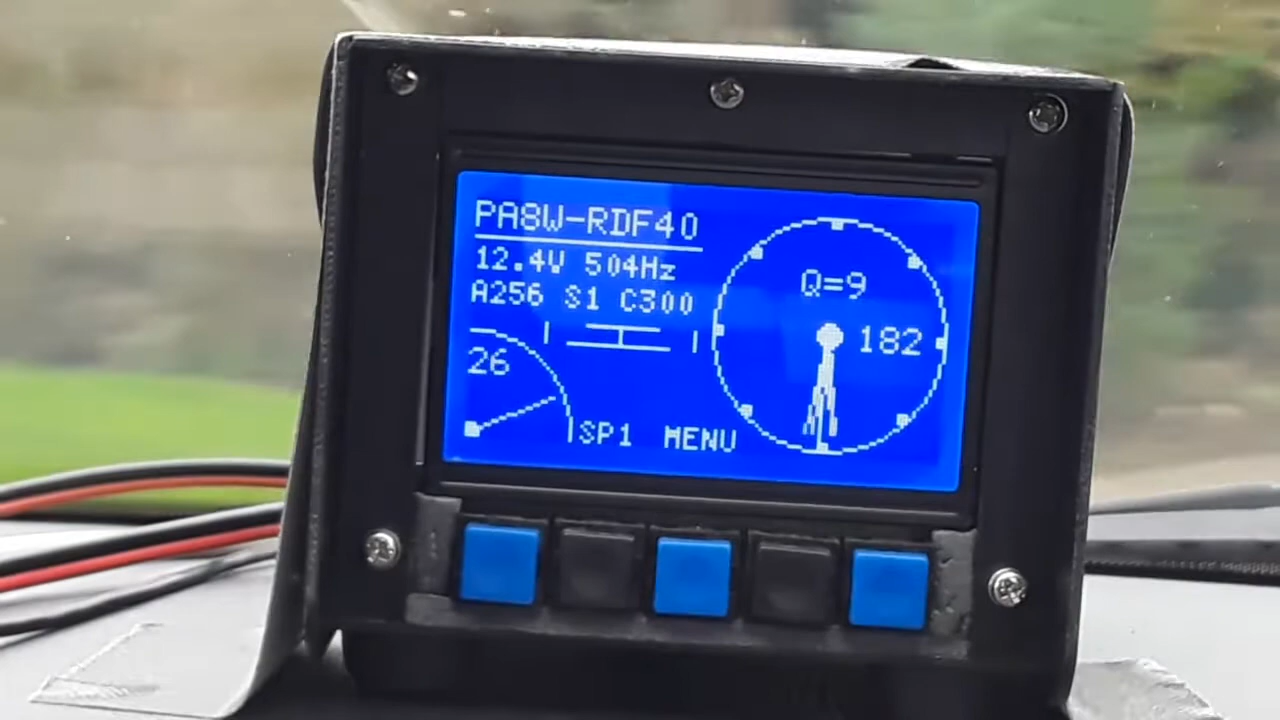 PA8W-RDF40
12.4V 504Hz
A256 S1 C300
26
SP1 MENU
Q=9
182